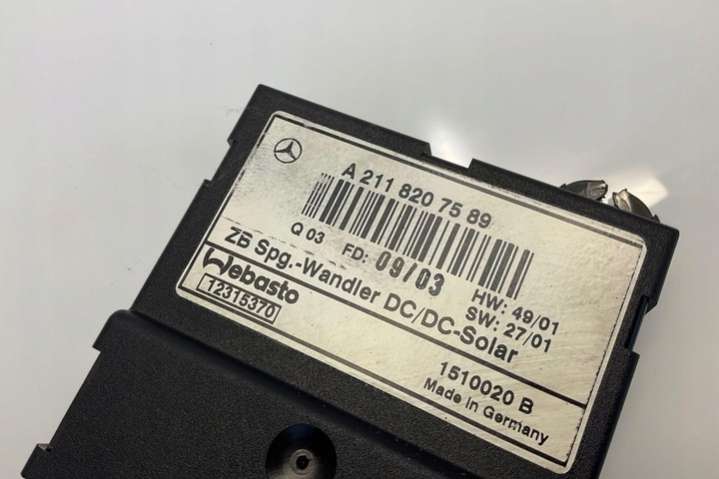 A 211 820 75 89
Q 03 FD: 09/03 HW: 49/01
SW: 27/01
ZB Spg.-Wandler DC/DC-Solar
Webasto
12315370
1510020 B
Made in Germany